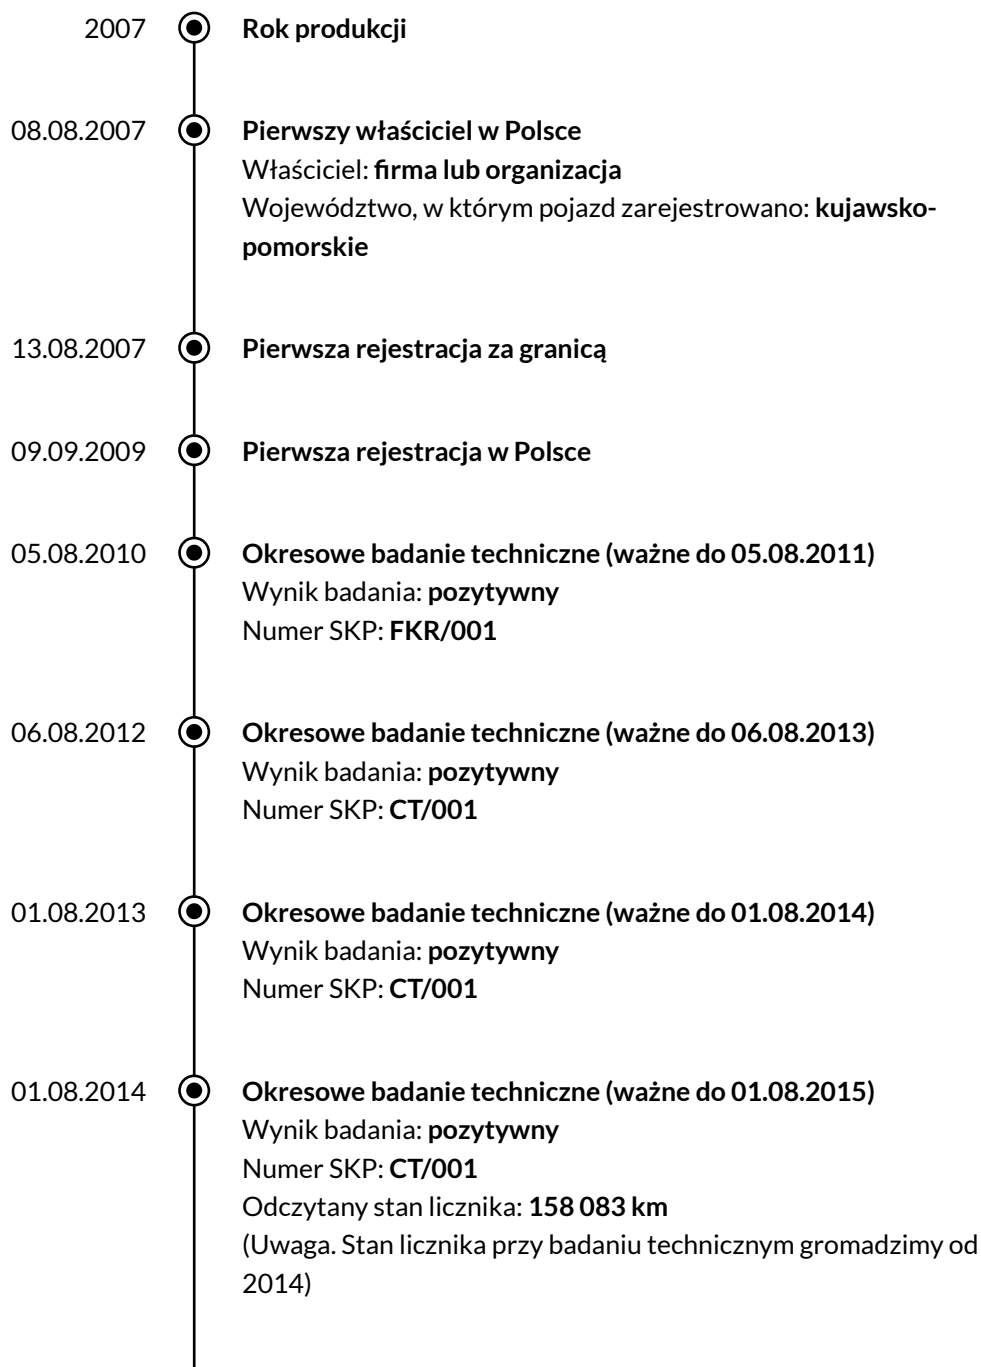 2007 Rok produkcji
08.08.2007 Pierwszy właściciel w Polsce
Właściciel: firma lub organizacja
Województwo, w którym pojazd zarejestrowano: kujawsko-
pomorskie
13.08.2007 Pierwsza rejestracja za granicą
09.09.2009 Pierwsza rejestracja w Polsce
05.08.2010 Okresowe badanie techniczne (ważne do 05.08.2011)
Wynik badania: pozytywny
Numer SKP: FKR/001
06.08.2012 Okresowe badanie techniczne (ważne do 06.08.2013)
Wynik badania: pozytywny
Numer SKP: CT/001
01.08.2013 Okresowe badanie techniczne (ważne do 01.08.2014)
Wynik badania: pozytywny
Numer SKP: CT/001
01.08.2014 Okresowe badanie techniczne (ważne do 01.08.2015)
Wynik badania: pozytywny
Numer SKP: CT/001
Odczytany stan licznika: 158 083 km
(Uwaga. Stan licznika przy badaniu technicznym gromadzimy od
2014)